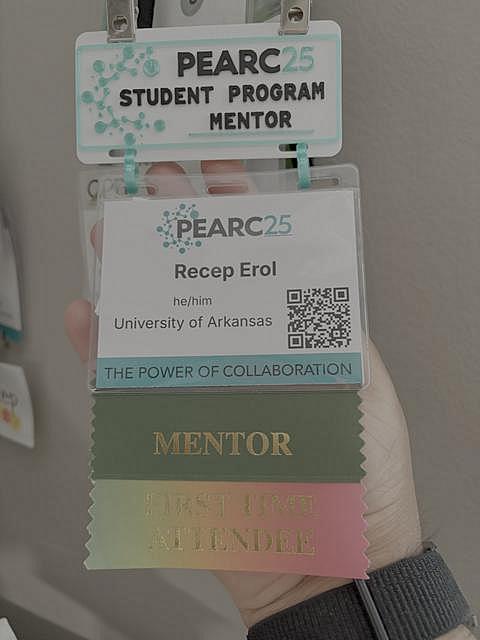 PEARC25
STUDENT PROGRAM
MENTOR
PEARC25
Recep Erol
he/him
University of Arkansas
THE POWER OF COLLABORATION
MENTOR
FIRST TIME
ATTENDEE